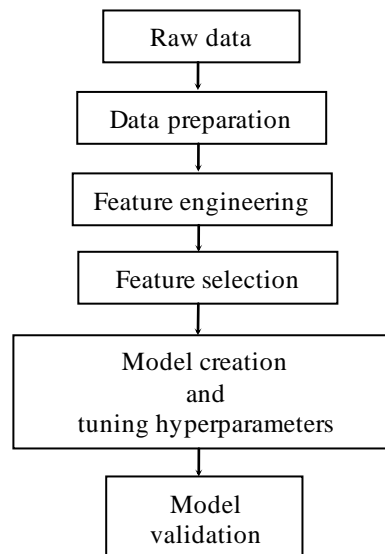 Raw data
Data preparation
Feature engineering
Feature selection
Model creation
and
tuning hyperparameters
Model
validation